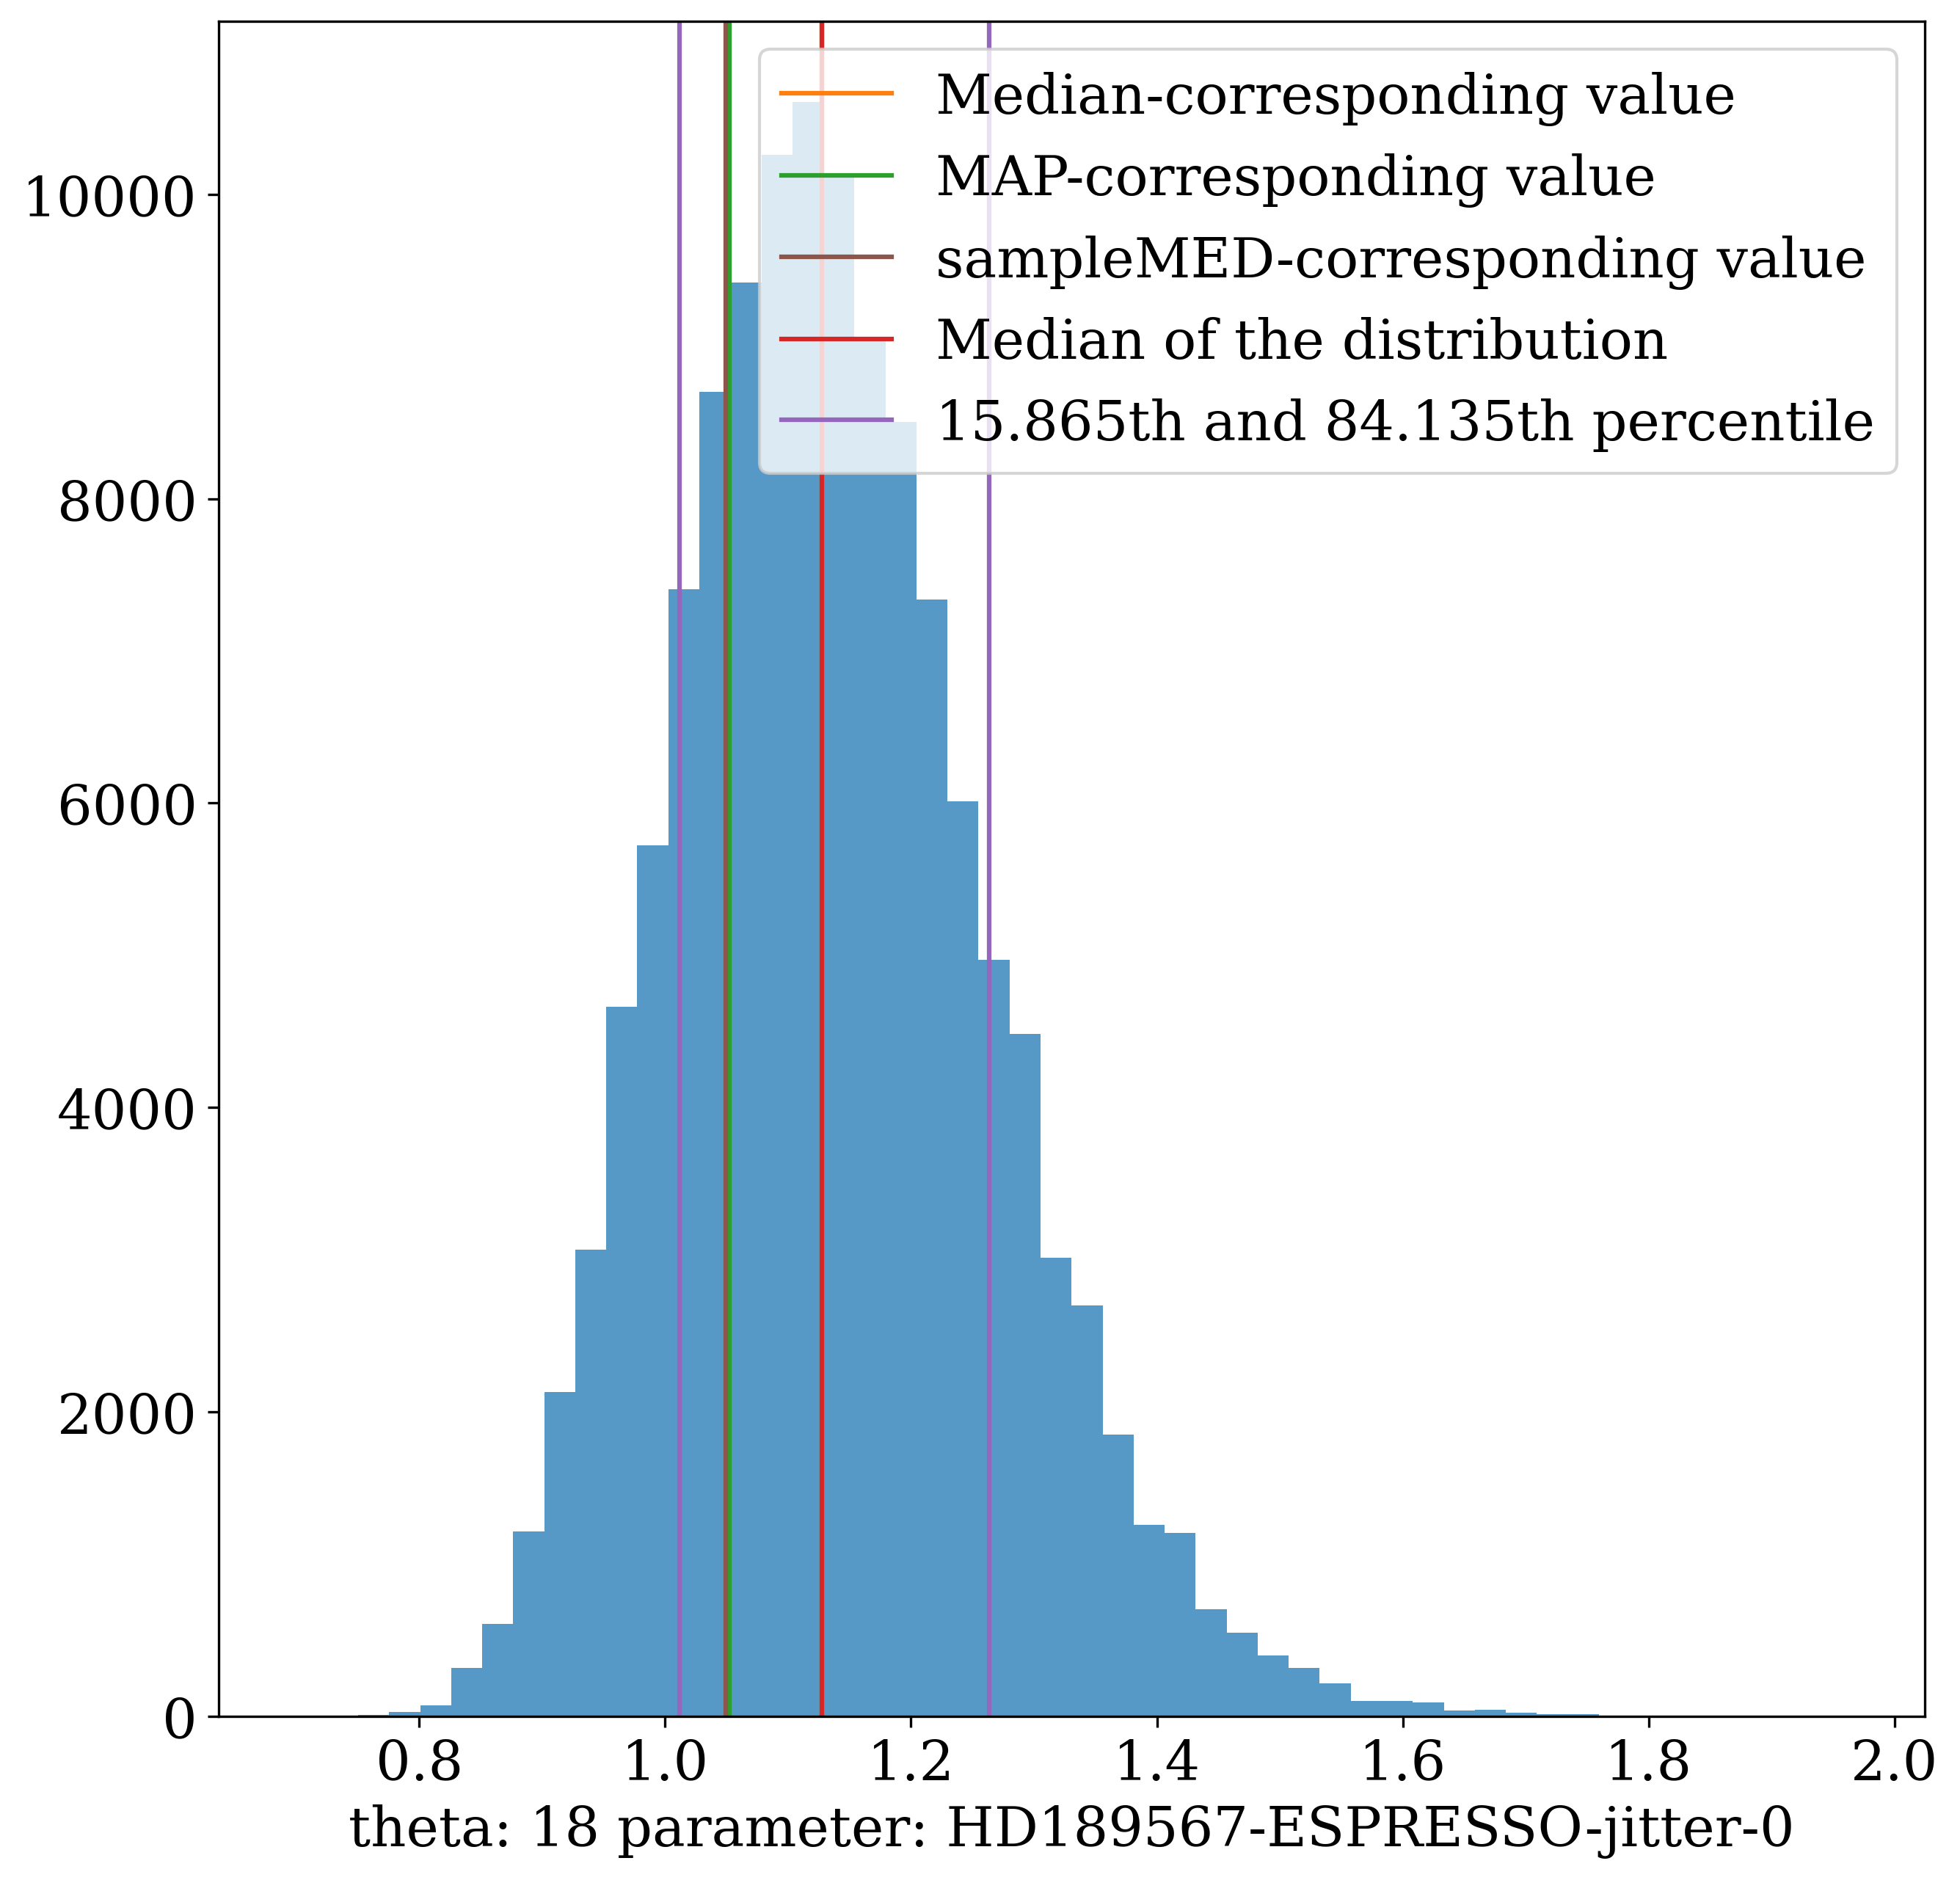 Median-corresponding value
MAP-corresponding value
sampleMED-corresponding value
Median of the distribution
15.865th and 84.135th percentile
10000
8000
6000
4000
2000
0
0.8 1.0 1.2 1.4 1.6 1.8 2.0
theta: 18 parameter: HD189567-ESPRESSO-jitter-0